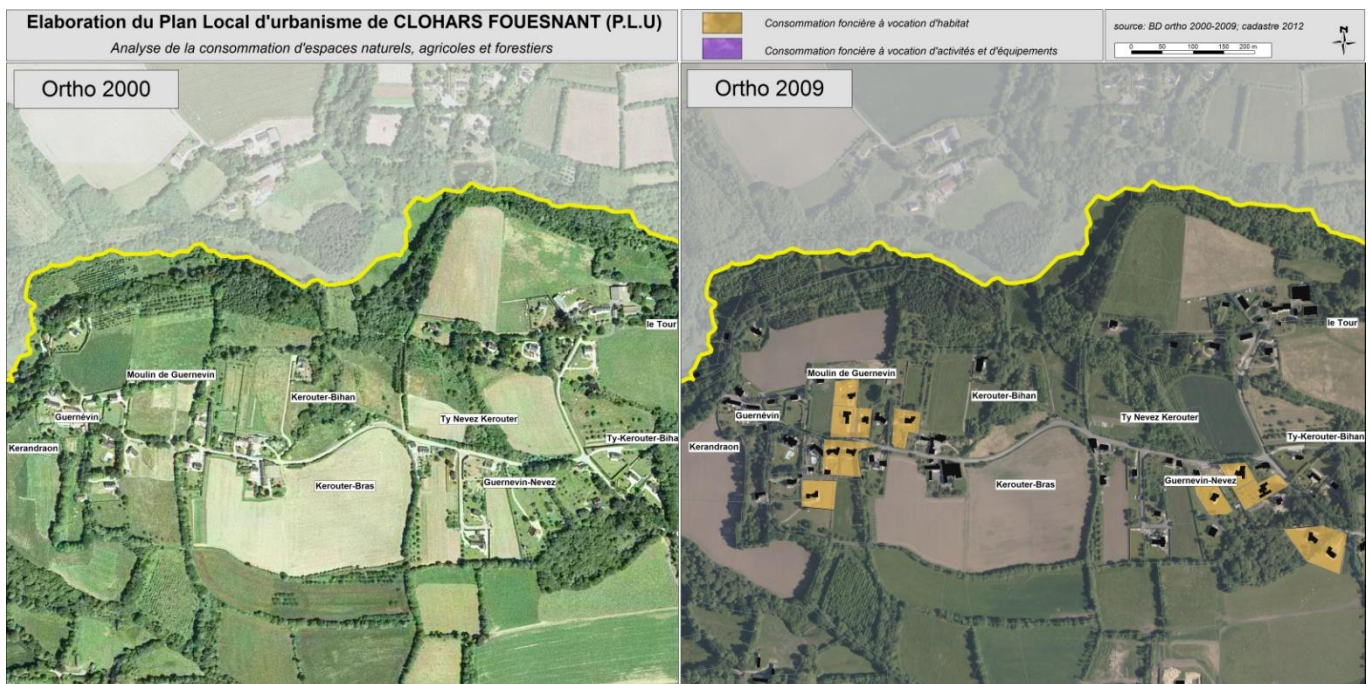 Elaboration du Plan Local d'urbanisme de CLOHARS FOUESNANT (P.L.U)
Analyse de la consommation d'espaces naturels, agricoles et forestiers
Consommation foncière à vocation d'habitat
Consommation foncière à vocation d'activités et d'équipements
source: BD ortho 2000-2009; cadastre 2012
0 50 100 150 200 m
N
Ortho 2000
le Tour
Moulin de Guernevin
Kerouter-Bihan
Guernévin
Ty Nevez Kerouter
Kerandraon
Ty-Kerouter-Biha
Kerouter-Bras
Guernevin-Nevez
Ortho 2009
le Tour
Moulin de Guernevin
Kerouter-Bihan
Guernévin
Ty Nevez Kerouter
Kerandraon
Ty-Kerouter-Bihan
Kerouter-Bras
Guernevin-Nevez